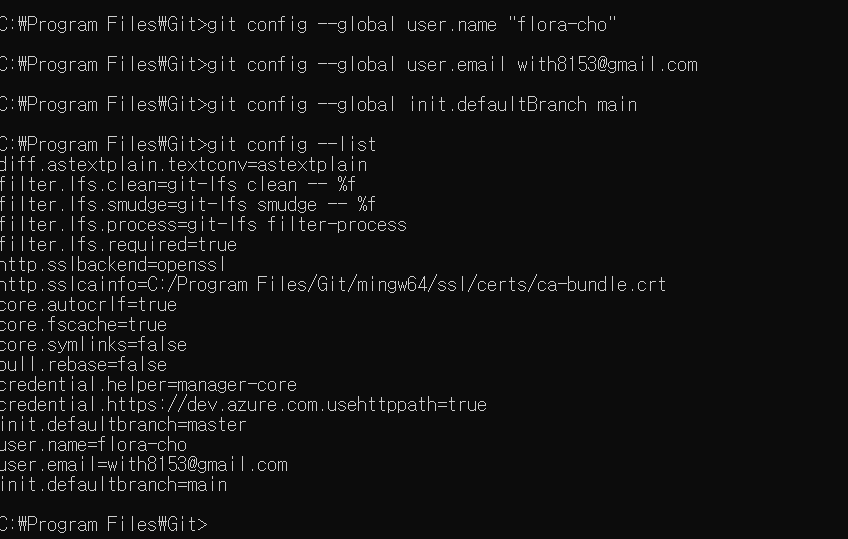 C:₩Program Files₩Git>git config --global user.name "flora-cho"
C:₩Program Files₩Git>git config --global user.email with8153@gmail.com
C:₩Program Files₩Git>git config --global init.defaultBranch main
C:₩Program Files₩Git>git config --list
diff.astextplain.textconv=astextplain
filter.lfs.clean=git-lfs clean -- %f
filter.lfs.smudge=git-lfs smudge -- %f
filter.lfs.process=git-lfs filter-process
filter.lfs.required=true
http.sslbackend=openssl
http.sslcainfo=C:/Program Files/Git/mingw64/ssl/certs/ca-bundle.crt
core.autocrlf=true
core.fscache=true
core.symlinks=false
pull.rebase=false
credential.helper=manager-core
credential.https://dev.azure.com.usehttppath=true
init.defaultbranch=master
user.name=flora-cho
user.email=with8153@gmail.com
init.defaultbranch=main
C:₩Program Files₩Git>